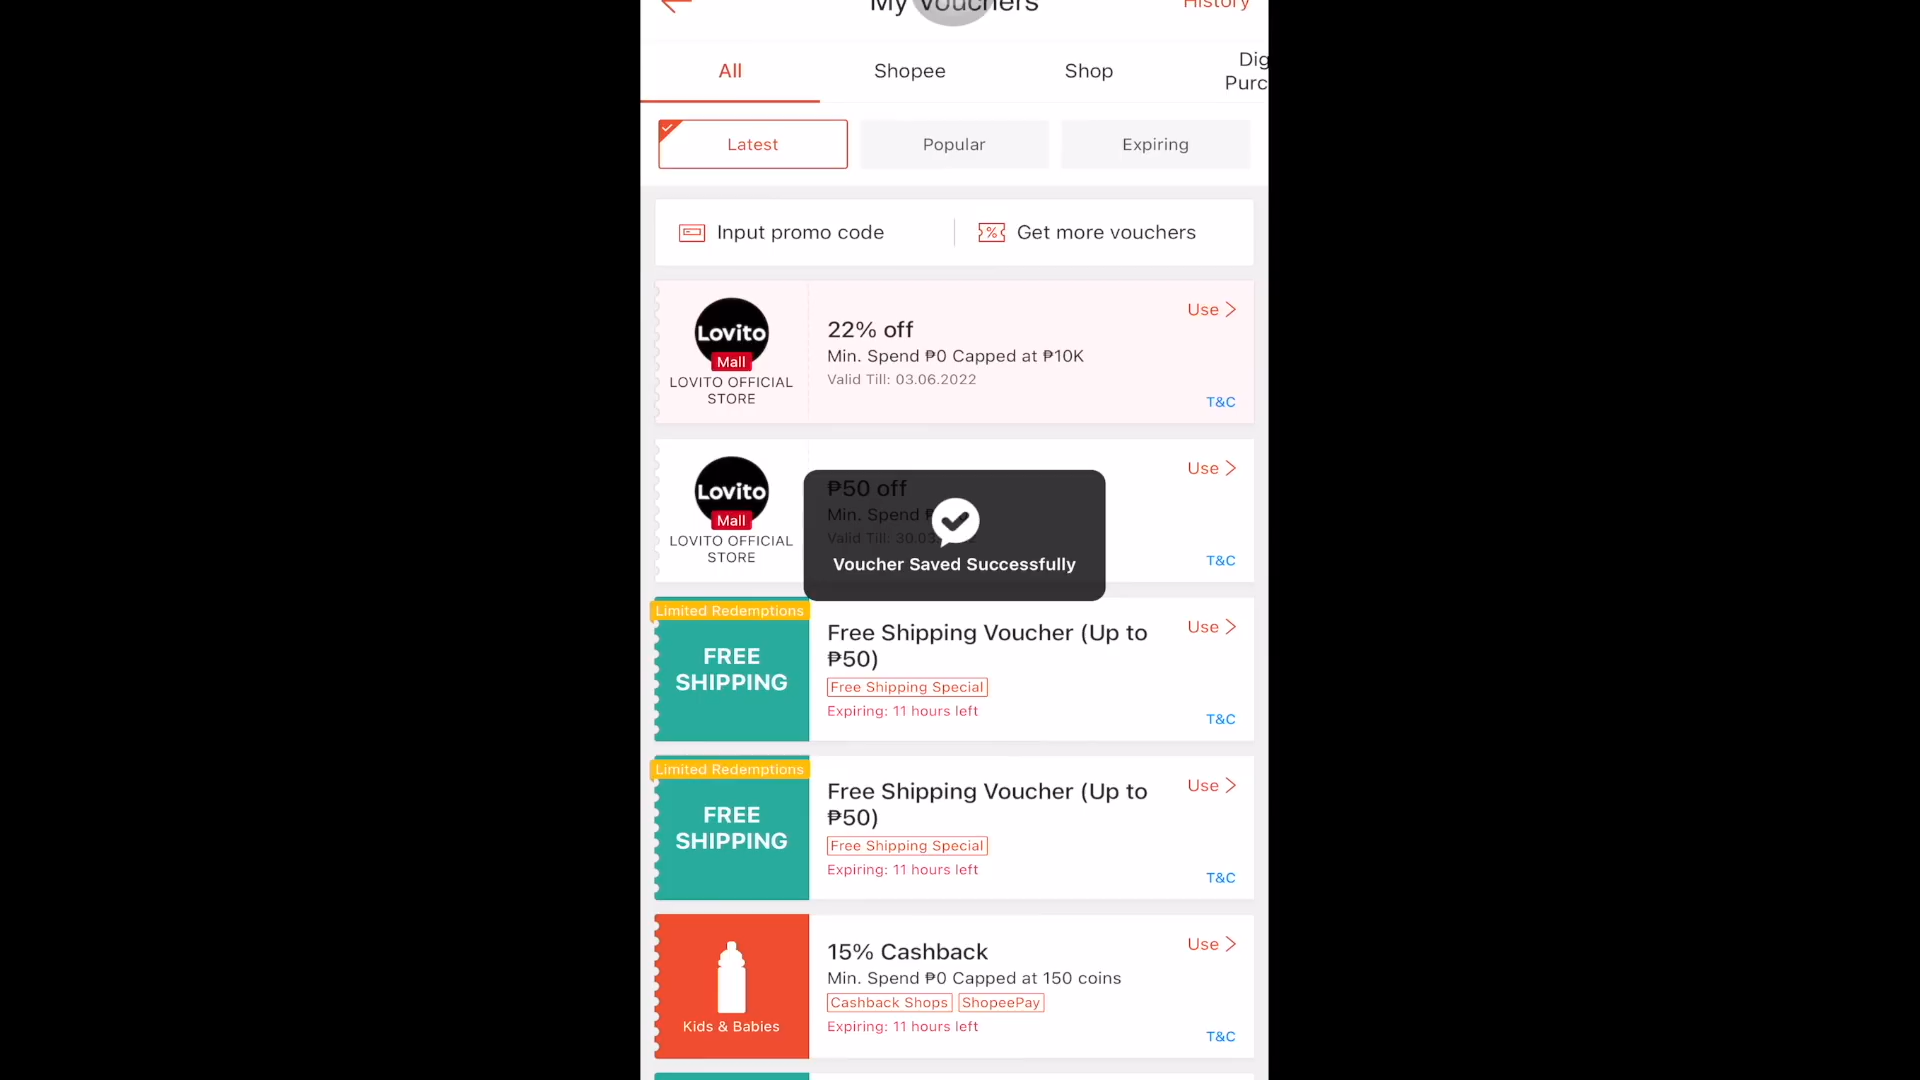 My Vouchers
History
All
Shopee
Shop
Dig
Purc
Latest
Popular
Expiring
Input promo code
Get more vouchers
Lovito
Mall
LOVITO OFFICIAL
STORE
22% off
Min. Spend ₱0 Capped at ₱10K
Valid Till: 03.06.2022
Use
T&C
Lovito
Mall
LOVITO OFFICIAL
STORE
₱50 off
Min. Spend
Valid Till: 30.03.
Use
T&C
Voucher Saved Successfully
Limited Redemptions
FREE
SHIPPING
Free Shipping Voucher (Up to
₱50)
Free Shipping Special
Expiring: 11 hours left
Use
T&C
Limited Redemptions
FREE
SHIPPING
Free Shipping Voucher (Up to
₱50)
Free Shipping Special
Expiring: 11 hours left
Use
T&C
Kids & Babies
15% Cashback
Min. Spend ₱0 Capped at 150 coins
Cashback Shops ShopeePay
Expiring: 11 hours left
Use
T&C